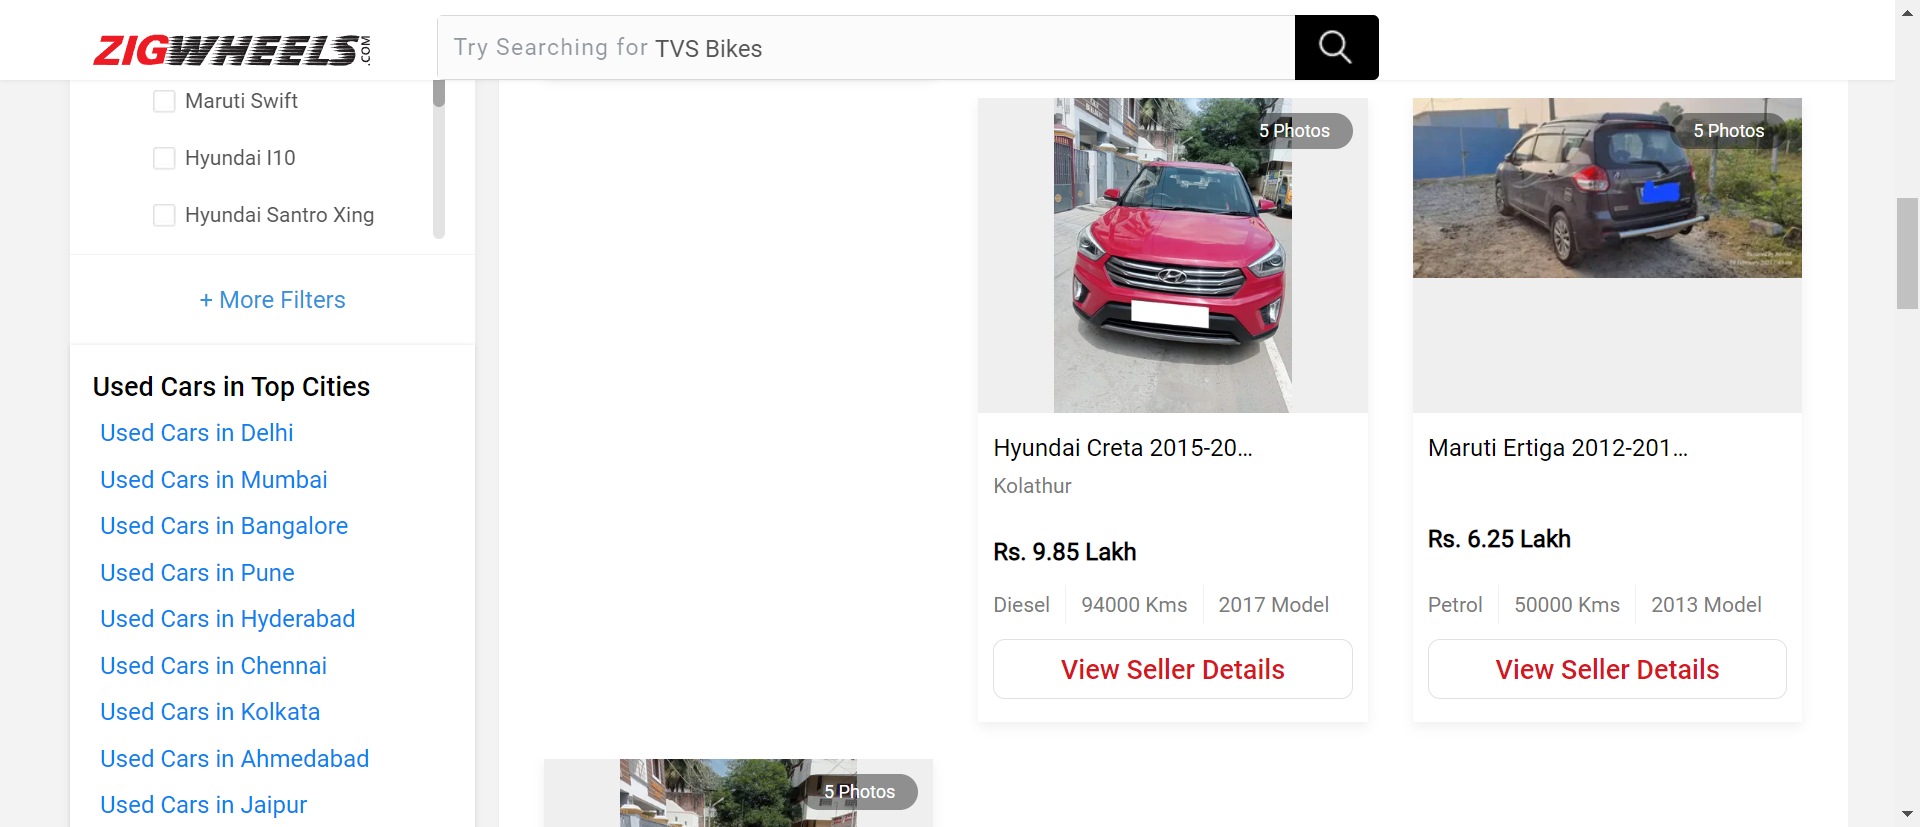 ZIGWHEELS.COM
Try Searching for TVS Bikes
Maruti Swift
Hyundai I10
Hyundai Santro Xing
+ More Filters
Used Cars in Top Cities
Used Cars in Delhi
Used Cars in Mumbai
Used Cars in Bangalore
Used Cars in Pune
Used Cars in Hyderabad
Used Cars in Chennai
Used Cars in Kolkata
Used Cars in Ahmedabad
Used Cars in Jaipur
5 Photos
Hyundai Creta 2015-20...
Kolathur
Rs. 9.85 Lakh
Diesel 94000 Kms 2017 Model
View Seller Details
5 Photos
Maruti Ertiga 2012-201...
Rs. 6.25 Lakh
Petrol 50000 Kms 2013 Model
View Seller Details
5 Photos